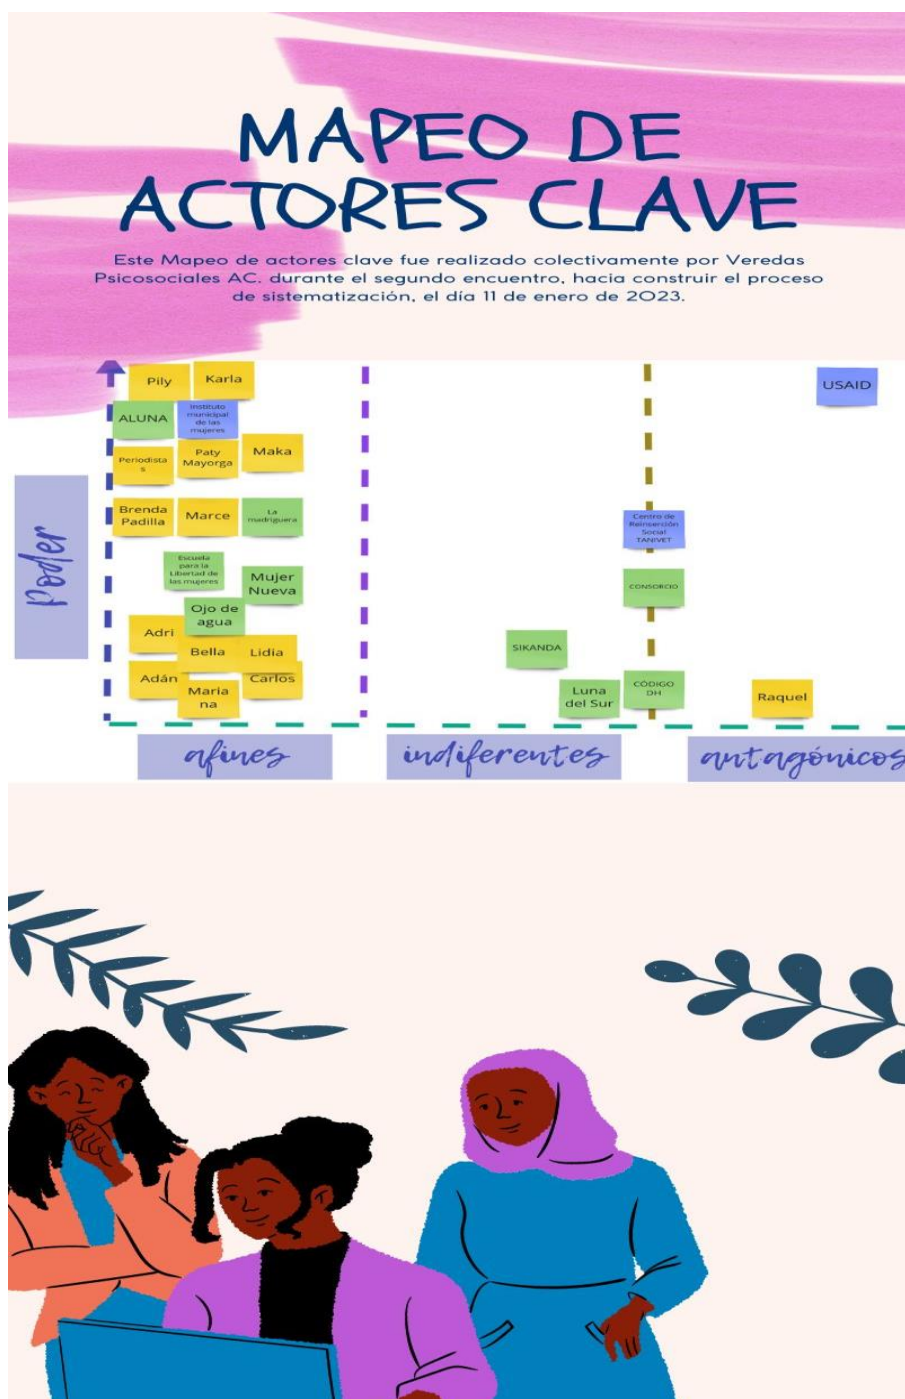 MAPEO DE
ACTORES CLAVE
Este Mapeo de actores clave fue realizado colectivamente por Veredas
Psicosociales AC. durante el segundo encuentro, hacia construir el proceso
de sistematización, el día 11 de enero de 2023.
Pily
Karla
USAID
ALUNA
Instituto
municipal
de las
mujeres
Periodista
s
Paty
Mayorga
Maka
Brenda
Padilla
Marce
La
madriguera
Centro de
Reinserción
Social
TANIVET
Poder
Escuela
para la
Libertad de
las mujeres
Mujer
Nueva
CONSORCIO
Ojo de
agua
Adri
Bella
Lidia
SIKANDA
Adán
Maria
na
Carlos
Luna
del Sur
CÓDIGO
DH
Raquel
afines
indiferentes
antagónicos